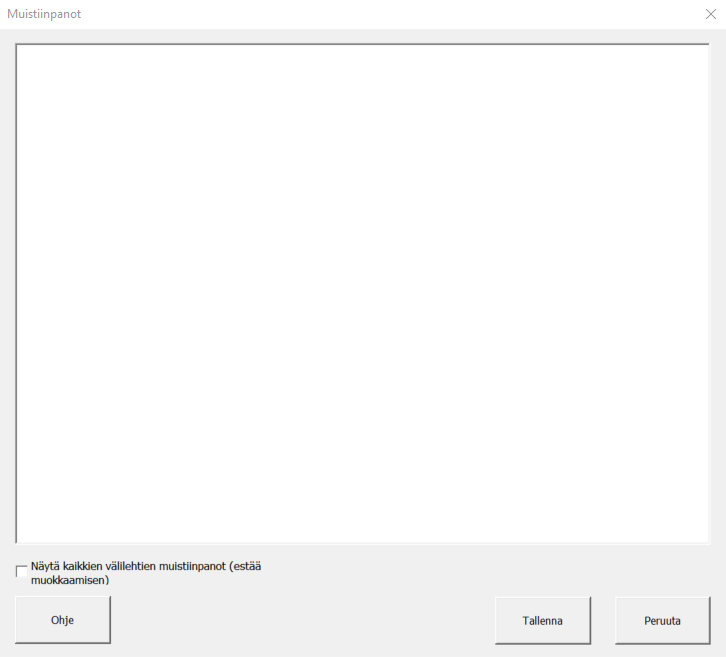 Muistiinpanot
Näytä kaikkien välilehtien muistiinpanot (estää
muokkaamisen)
Ohje
Tallenna
Peruuta